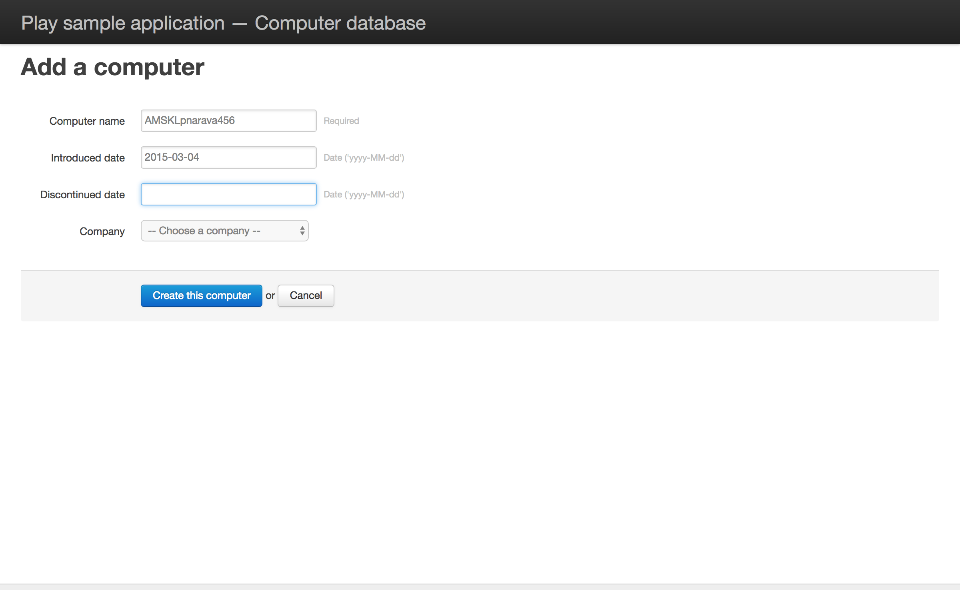 Play sample application — Computer database
Add a computer
Computer name AMSKLpnarava456 Required
Introduced date 2015-03-04 Date ('yyyy-MM-dd')
Discontinued date Date ('yyyy-MM-dd')
Company -- Choose a company --
Create this computer or Cancel